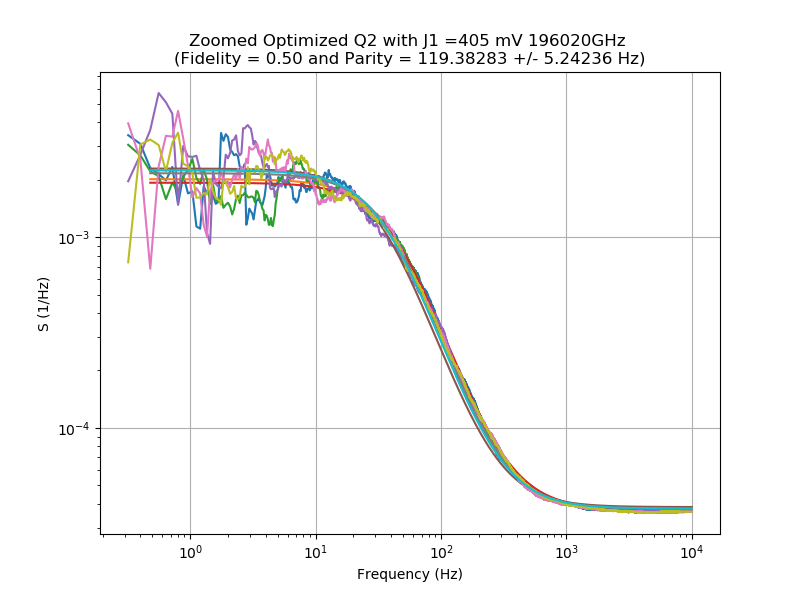 Zoomed Optimized Q2 with J1 =405 mV 196020GHz
(Fidelity = 0.50 and Parity = 119.38283 +/- 5.24236 Hz)
S (1/Hz)
10⁻³
10⁻⁴
10⁰ 10¹ 10² 10³ 10⁴
Frequency (Hz)